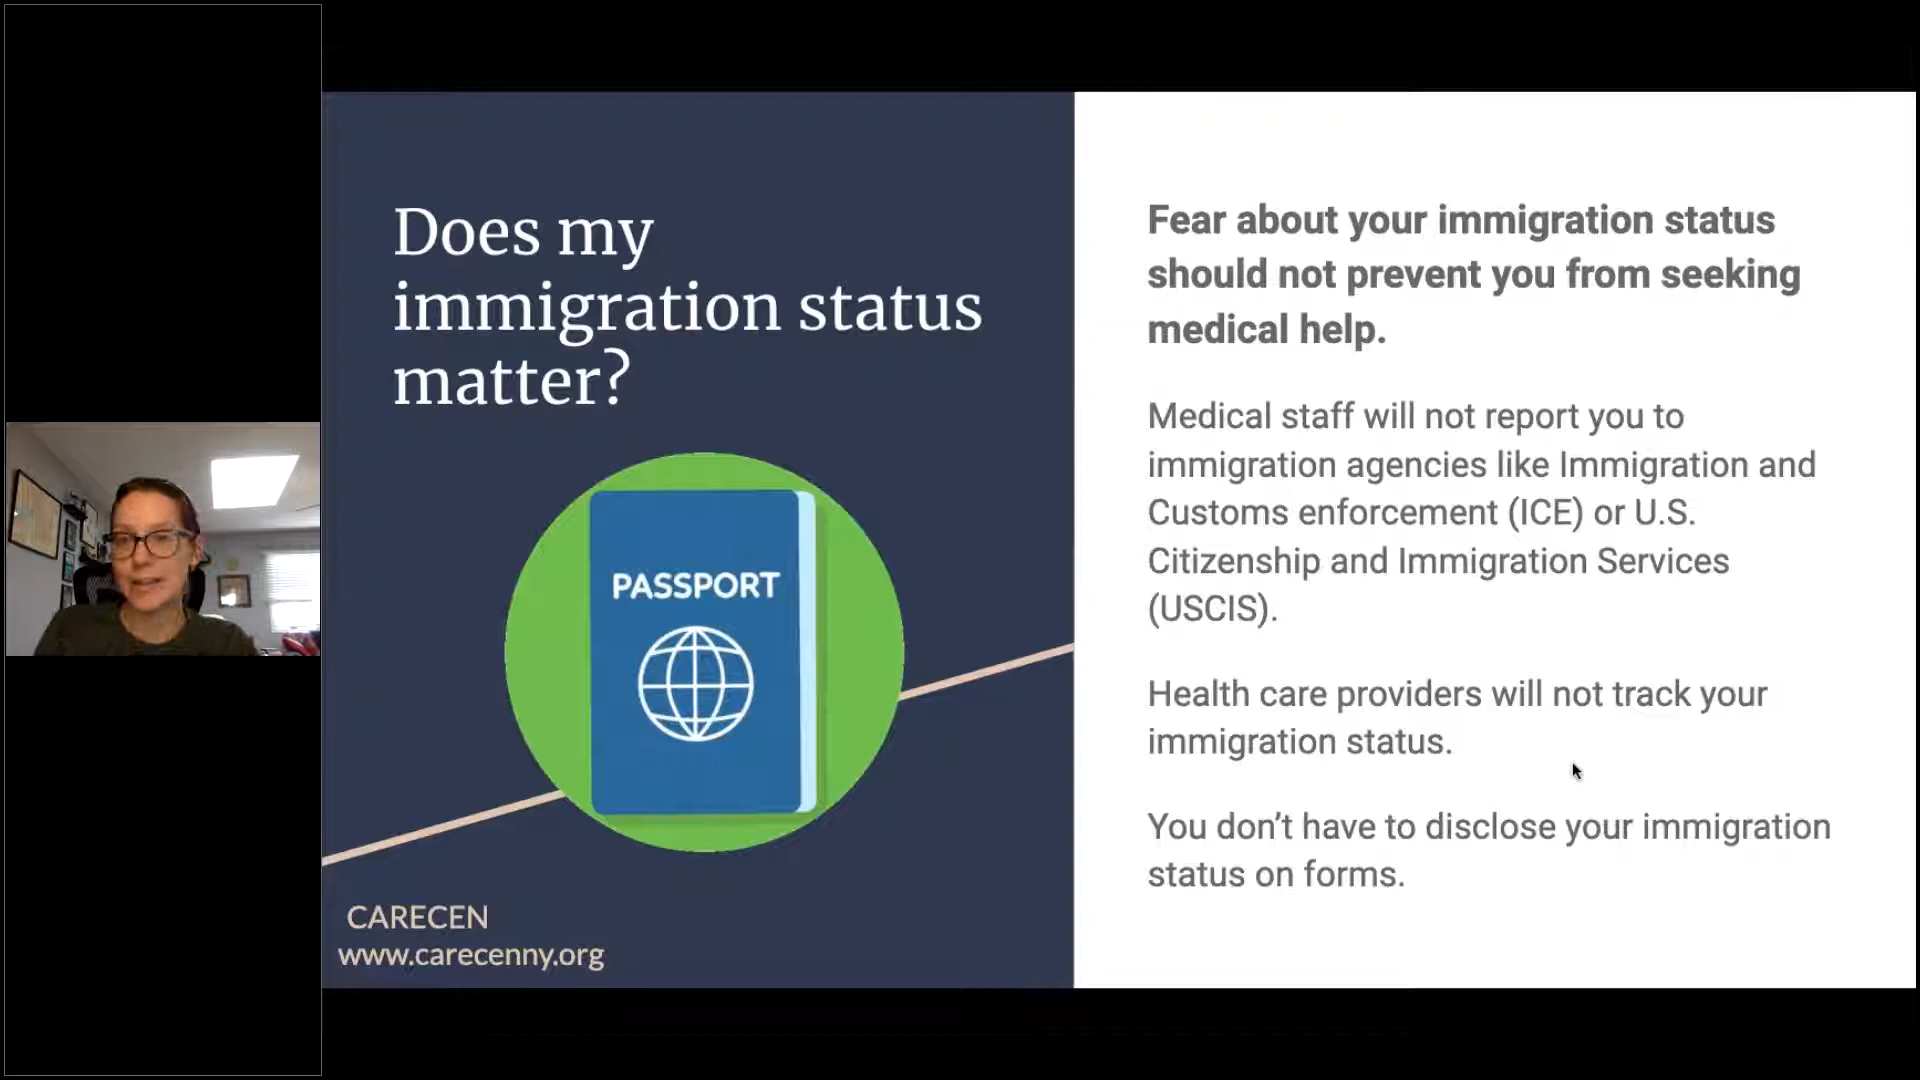 Does my
immigration status
matter?
PASSPORT
CARECEN
www.carecenny.org
Fear about your immigration status
should not prevent you from seeking
medical help.
Medical staff will not report you to
immigration agencies like Immigration and
Customs enforcement (ICE) or U.S.
Citizenship and Immigration Services
(USCIS).
Health care providers will not track your
immigration status.
You don’t have to disclose your immigration
status on forms.